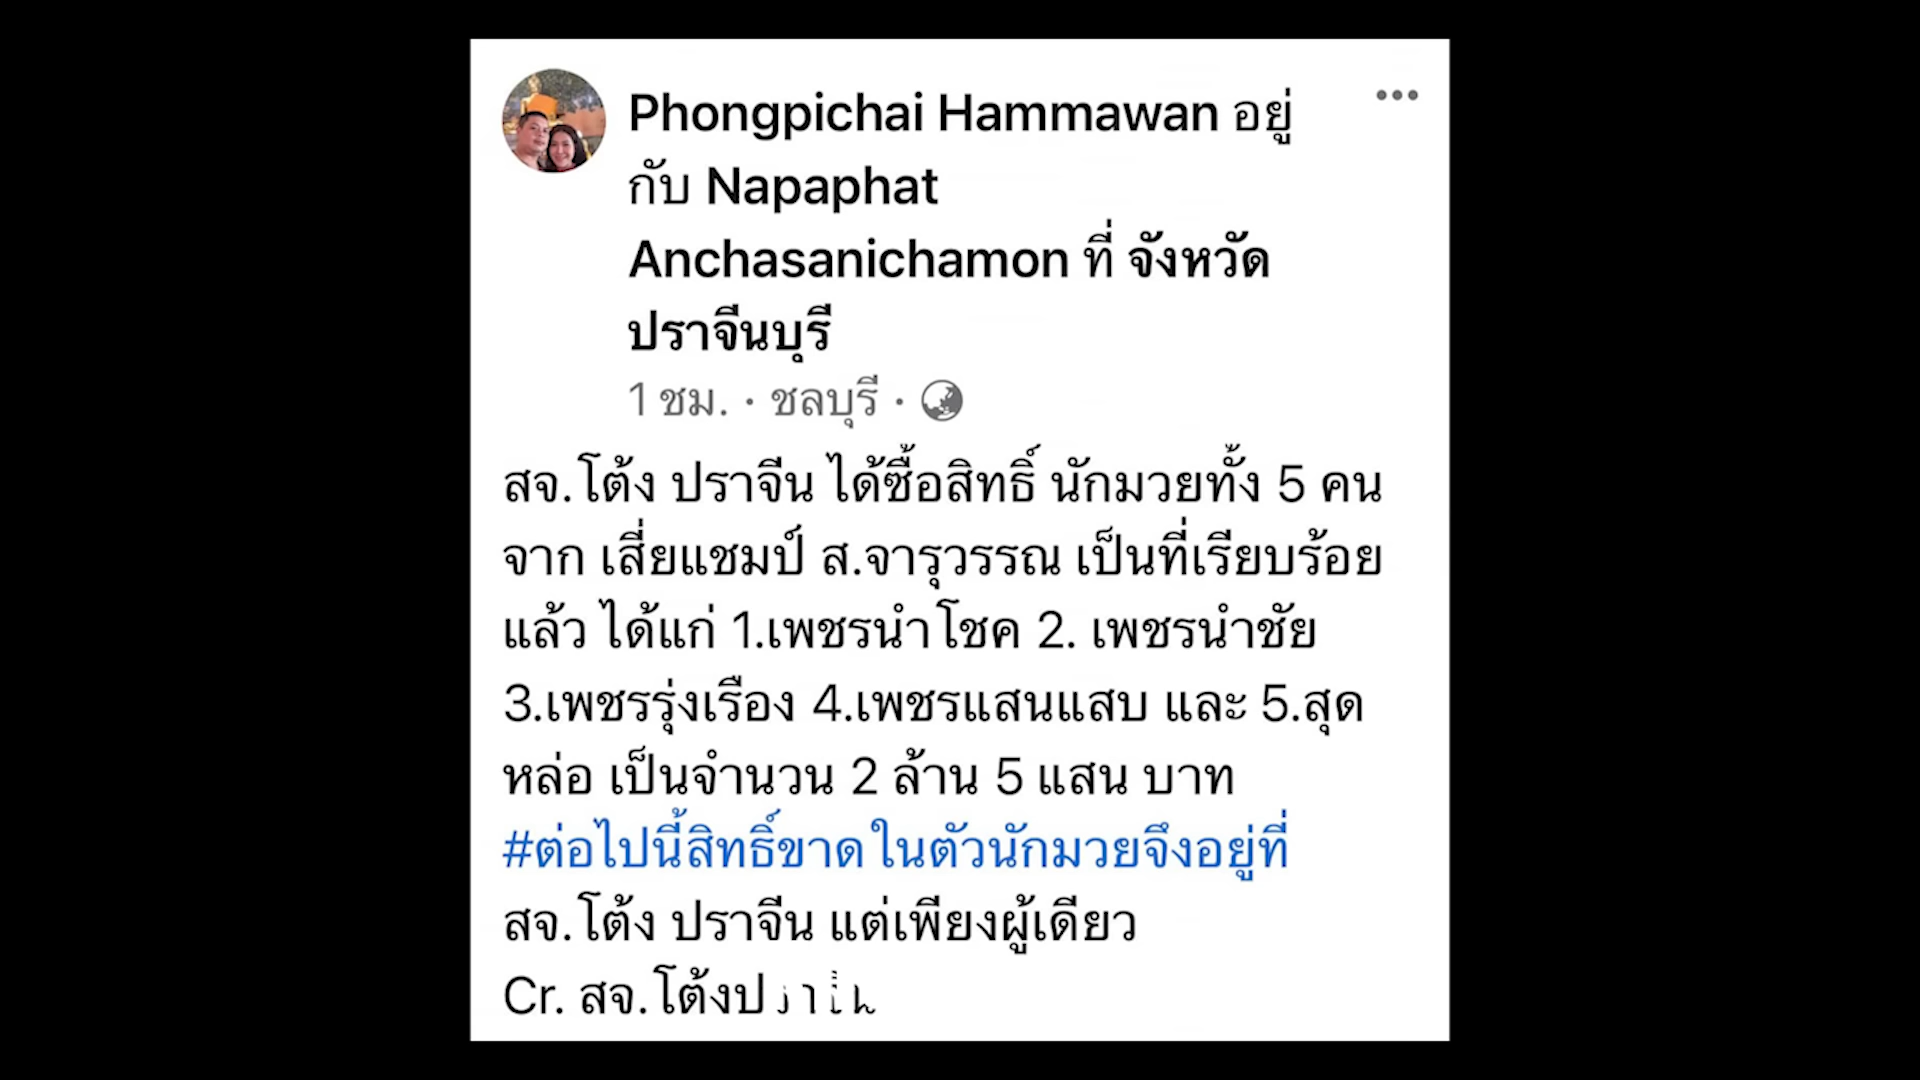 Phongpichai Hammawan อยู่
กับ Napaphat
Anchasanichamon ที่ จังหวัด
ปราจีนบุรี
1 ชม. · ชลบุรี ·
สจ.โต้ง ปราจีน ได้ซื้อสิทธิ์ นักมวยทั้ง 5 คน
จาก เสี่ยแชมป์ ส.จารุวรรณ เป็นที่เรียบร้อย
แล้ว ได้แก่ 1.เพชรนำโชค 2. เพชรนำชัย
3.เพชรรุ่งเรือง 4.เพชรแสนแสบ และ 5.สุด
หล่อ เป็นจำนวน 2 ล้าน 5 แสน บาท
#ต่อไปนี้สิทธิ์ขาดในตัวนักมวยจึงอยู่ที่
สจ.โต้ง ปราจีน แต่เพียงผู้เดียว
Cr. สจ.โต้ง